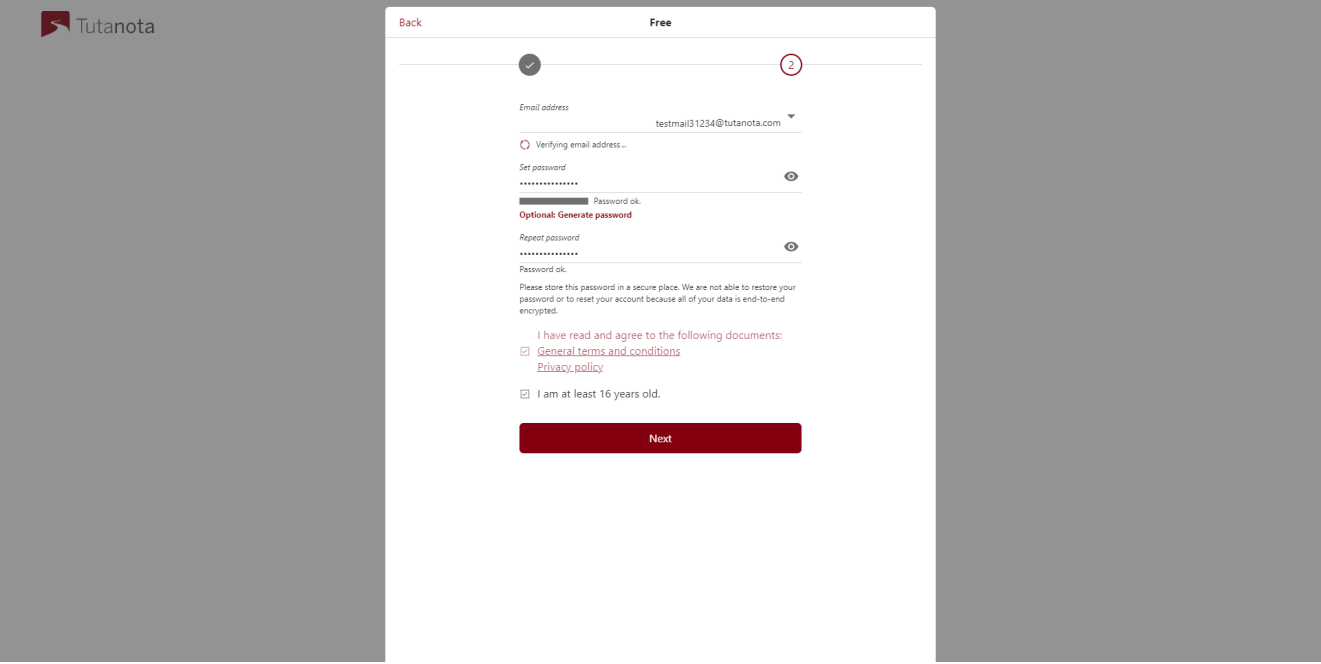 Tutanota
Back
Free
2
Email address
testmail31234@tutanota.com
Verifying email address...
Set password
•••••••••••••••
Password ok.
Optional: Generate password
Repeat password
•••••••••••••••
Password ok.
Please store this password in a secure place. We are not able to restore your
password or to reset your account because all of your data is end-to-end
encrypted.
I have read and agree to the following documents:
General terms and conditions
Privacy policy
I am at least 16 years old.
Next